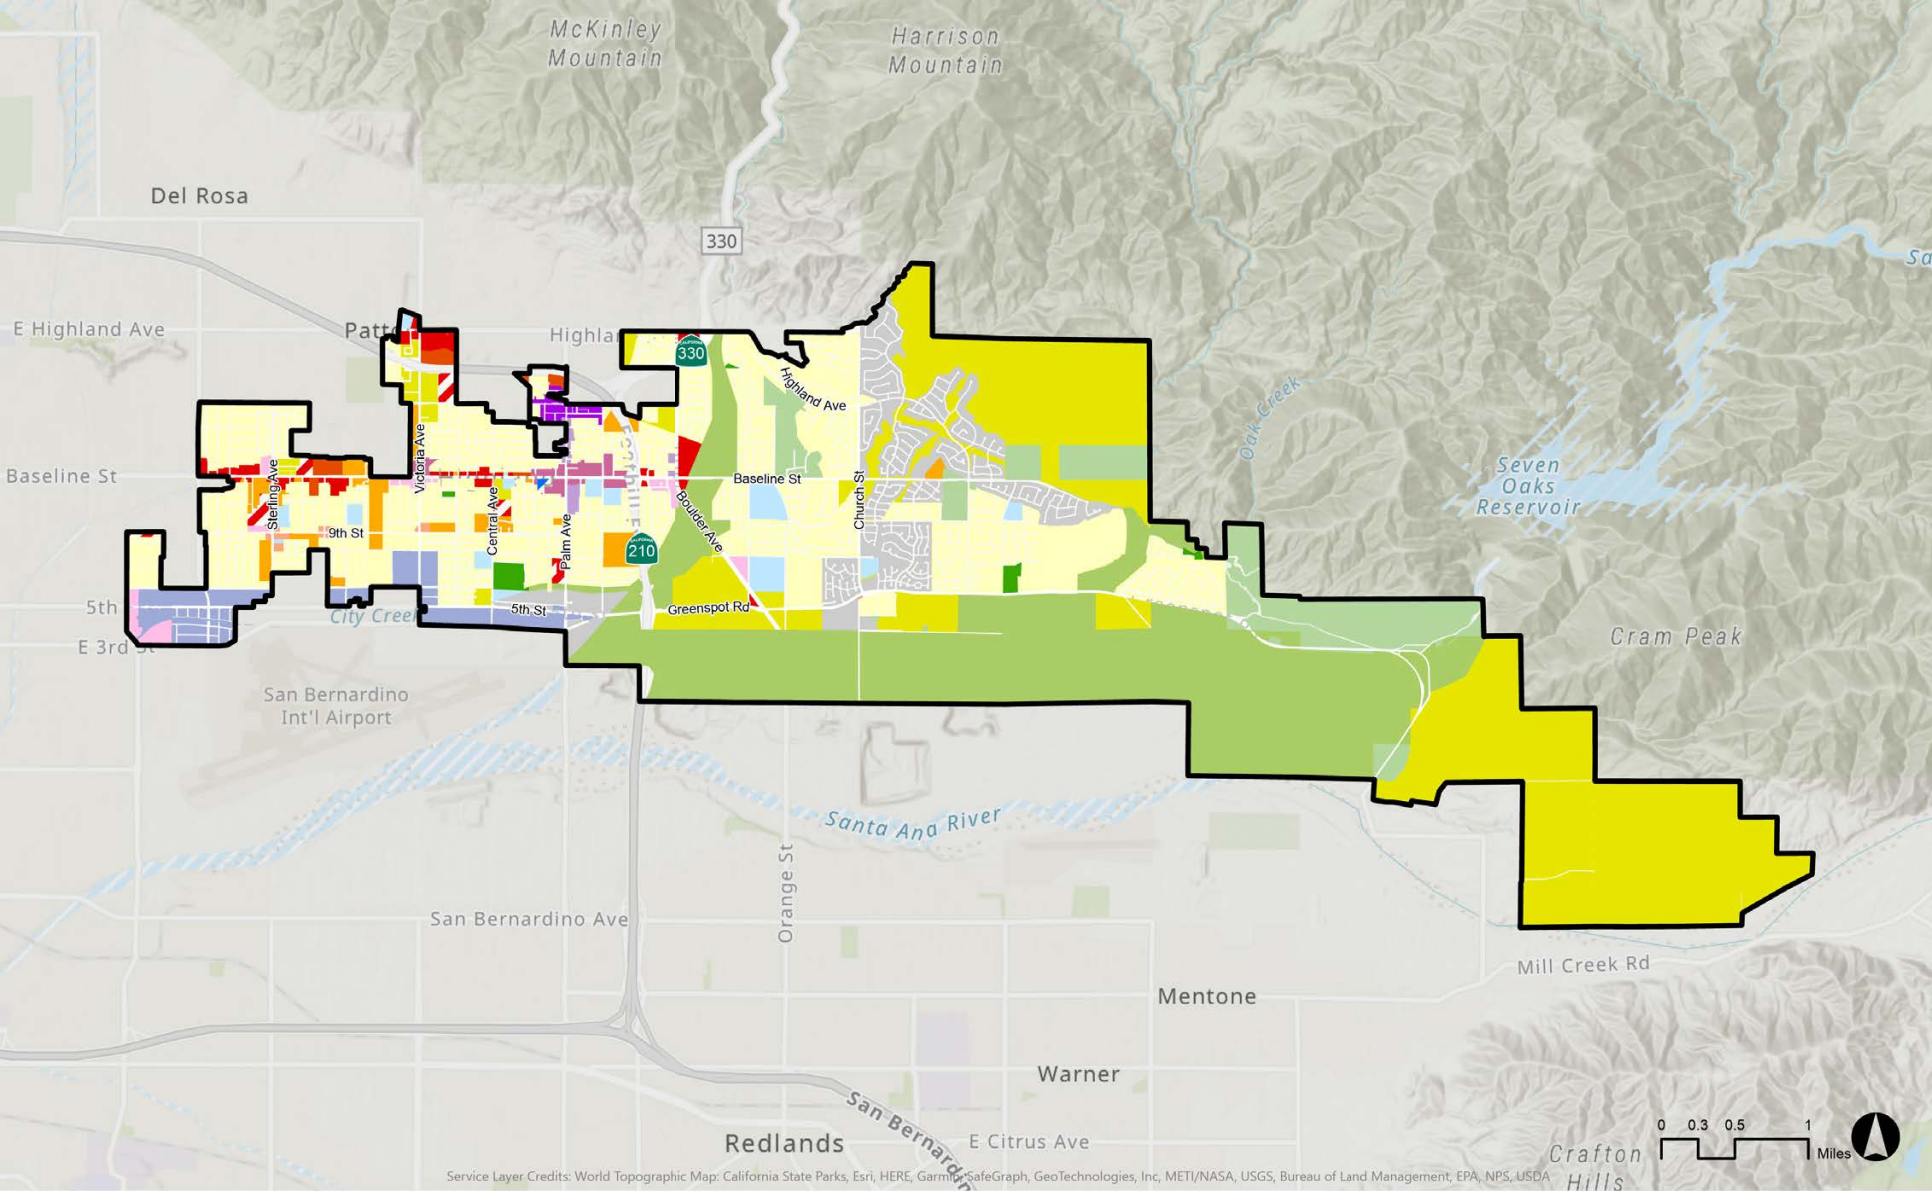 McKinley
Mountain
Harrison
Mountain
Del Rosa
330
Sa
E Highland Ave
Patt
Highla
330
Highland Ave
Oak Creek
Baseline St
Sterling Ave
Victoria Ave
Central Ave
Palm Ave
Boulder Ave
Baseline St
Church St
Seven
Oaks
Reservoir
9th St
210
5th
5th St
Greenspot Rd
City Creek
E 3rd St
Cram Peak
San Bernardino
Int'l Airport
Santa Ana River
Orange St
San Bernardino Ave
Mill Creek Rd
Mentone
Warner
San Bernardin
Redlands
E Citrus Ave
0 0.3 0.5 1
Miles
Crafton
Hills
Service Layer Credits: World Topographic Map: California State Parks, Esri, HERE, Garmin, SafeGraph, GeoTechnologies, Inc, METI/NASA, USGS, Bureau of Land Management, EPA, NPS, USDA